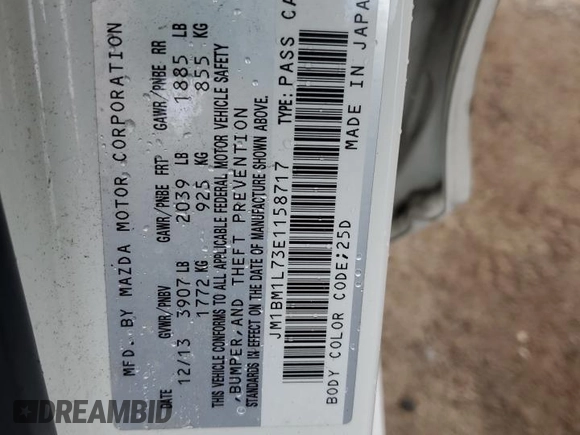 MFD. BY MAZDA MOTOR CORPORATION
DATE GVWR/PNBV GAWR/PNBE FRT GAWR/PNBE RR
12/13 3907 LB 2039 LB 1885 LB
1772 KG 925 KG 855 KG
THIS VEHICLE CONFORMS TO ALL APPLICABLE FEDERAL MOTOR VEHICLE SAFETY
,BUMPER,AND THEFT PREVENTION
STANDARDS IN EFFECT ON THE DATE OF MANUFACTURE SHOWN ABOVE.
JM1BM1L73E1158717 TYPE: PASS CA
BODY COLOR CODE;25D MADE IN JAPA
DREAMBID